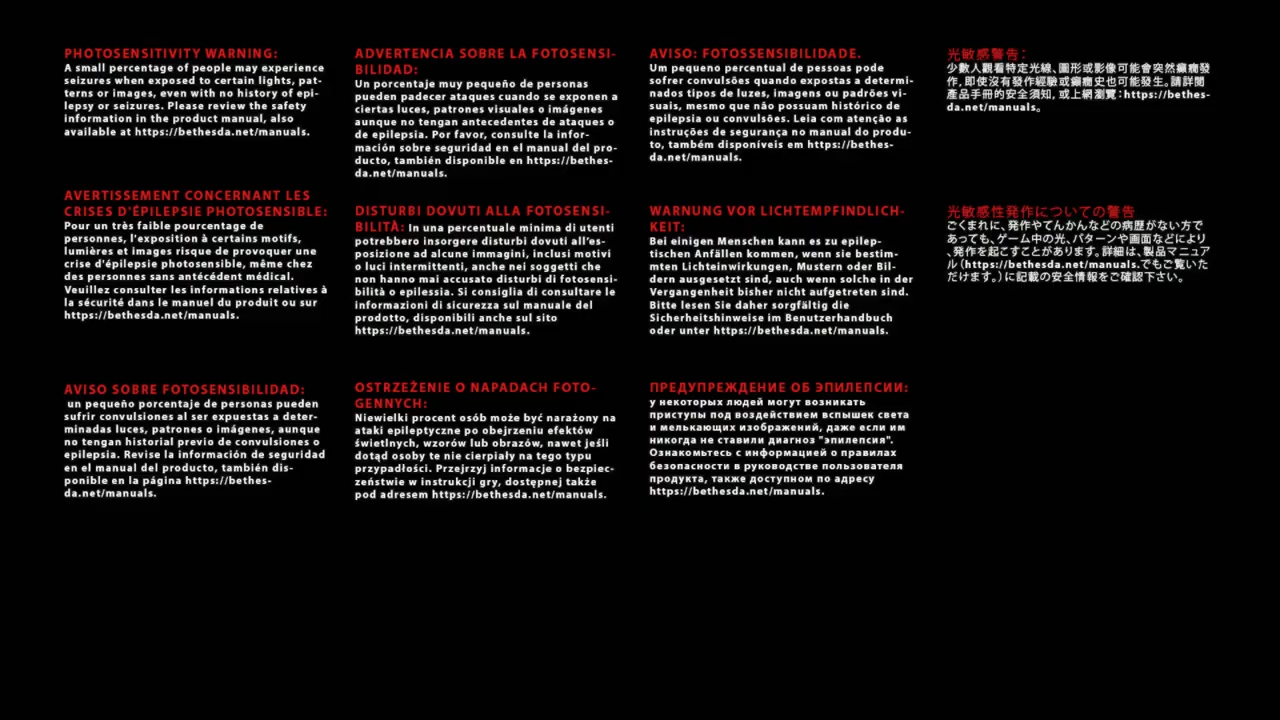 PHOTOSENSITIVITY WARNING:
A small percentage of people may experience
seizures when exposed to certain lights, pat-
terns or images, even with no history of epi-
lepsy or seizures. Please review the safety
information in the product manual, also
available at https://bethesda.net/manuals.
AVERTISSEMENT CONCERNANT LES
CRISES D'ÉPILEPSIE PHOTOSENSIBLE:
Pour un très faible pourcentage de
personnes, l'exposition à certains motifs,
lumières et images risque de provoquer une
crise d'épilepsie photosensible, même chez
des personnes sans antécédent médical.
Veuillez consulter les informations relatives à
la sécurité dans le manuel du produit ou sur
https://bethesda.net/manuals.
AVISO SOBRE FOTOSENSIBILIDAD:
un pequeño porcentaje de personas pueden
sufrir convulsiones al ser expuestas a deter-
minadas luces, patrones o imágenes, aunque
no tengan historial previo de convulsiones o
epilepsia. Revise la información de seguridad
en el manual del producto, también dis-
ponible en la página https://bethes-
da.net/manuals.
ADVERTENCIA SOBRE LA FOTOSENSI-
BILIDAD:
Un porcentaje muy pequeño de personas
pueden padecer ataques cuando se exponen a
ciertas luces, patrones visuales o imágenes
aunque no tengan antecedentes de ataques o
de epilepsia. Por favor, consulte la infor-
mación sobre seguridad en el manual del pro-
ducto, también disponible en https://bethes-
da.net/manuals.
DISTURBI DOVUTI ALLA FOTOSENSI-
BILITÀ: In una percentuale minima di utenti
potrebbero insorgere disturbi dovuti all'es-
posizione ad alcune immagini, inclusi motivi
o luci intermittenti, anche nei soggetti che
non hanno mai accusato disturbi di fotosensi-
bilità o epilessia. Si consiglia di consultare le
informazioni di sicurezza sul manuale del
prodotto, disponibili anche sul sito
https://bethesda.net/manuals.
OSTRZEŻENIE O NAPADACH FOTO-
GENNYCH:
Niewielki procent osób może być narażony na
ataki epileptyczne po obejrzeniu efektów
świetlnych, wzorów lub obrazów, nawet jeśli
dotąd osoby te nie cierpiały na tego typu
przypadłości. Przejrzyj informacje o bezpiec-
zeństwie w instrukcji gry, dostępnej także
pod adresem https://bethesda.net/manuals.
AVISO: FOTOSSENSIBILIDADE.
Um pequeno percentual de pessoas pode
sofrer convulsões quando expostas a determi-
nados tipos de luzes, imagens ou padrões vi-
suais, mesmo que não possuam histórico de
epilepsia ou convulsões. Leia com atenção as
instruções de segurança no manual do produ-
to, também disponíveis em https://bethes-
da.net/manuals.
WARNUNG VOR LICHTEMPFINDLICH-
KEIT:
Bei einigen Menschen kann es zu epilep-
tischen Anfällen kommen, wenn sie bestim-
mten Lichteinwirkungen, Mustern oder Bil-
dern ausgesetzt sind, auch wenn solche in der
Vergangenheit bisher nicht aufgetreten sind.
Bitte lesen Sie daher sorgfältig die
Sicherheitshinweise im Benutzerhandbuch
oder unter https://bethesda.net/manuals.
ПРЕДУПРЕЖДЕНИЕ ОБ ЭПИЛЕПСИИ:
у некоторых людей могут возникать
приступы под воздействием вспышек света
и мелькающих изображений, даже если им
никогда не ставили диагноз "эпилепсия".
Ознакомьтесь с информацией о правилах
безопасности в руководстве пользователя
продукта, также доступном по адресу
https://bethesda.net/manuals.
光敏感警告：
少數人觀看特定光線、圖形或影像可能會突然癲癇發
作，即使沒有發作經驗或癲癇史也可能發生。請詳閱
產品手冊的安全須知，或上網瀏覽：https://bethes-
da.net/manuals。
光敏感性発作についての警告
ごくまれに、発作やてんかんなどの病歴がない方で
あっても、ゲーム中の光、パターンや画面などにより
、発作を起こすことがあります。詳細は、製品マニュア
ル（https://bethesda.net/manuals.でもご覧いた
だけます。）に記載の安全情報をご確認下さい。